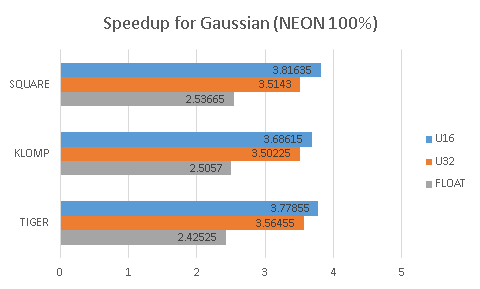 Speedup for Gaussian (NEON 100%)
SQUARE
3.81635
3.5143
2.53665
KLOMP
3.68615
3.50225
2.5057
TIGER
3.77855
3.56455
2.42525
0 1 2 3 4 5
U16
U32
FLOAT